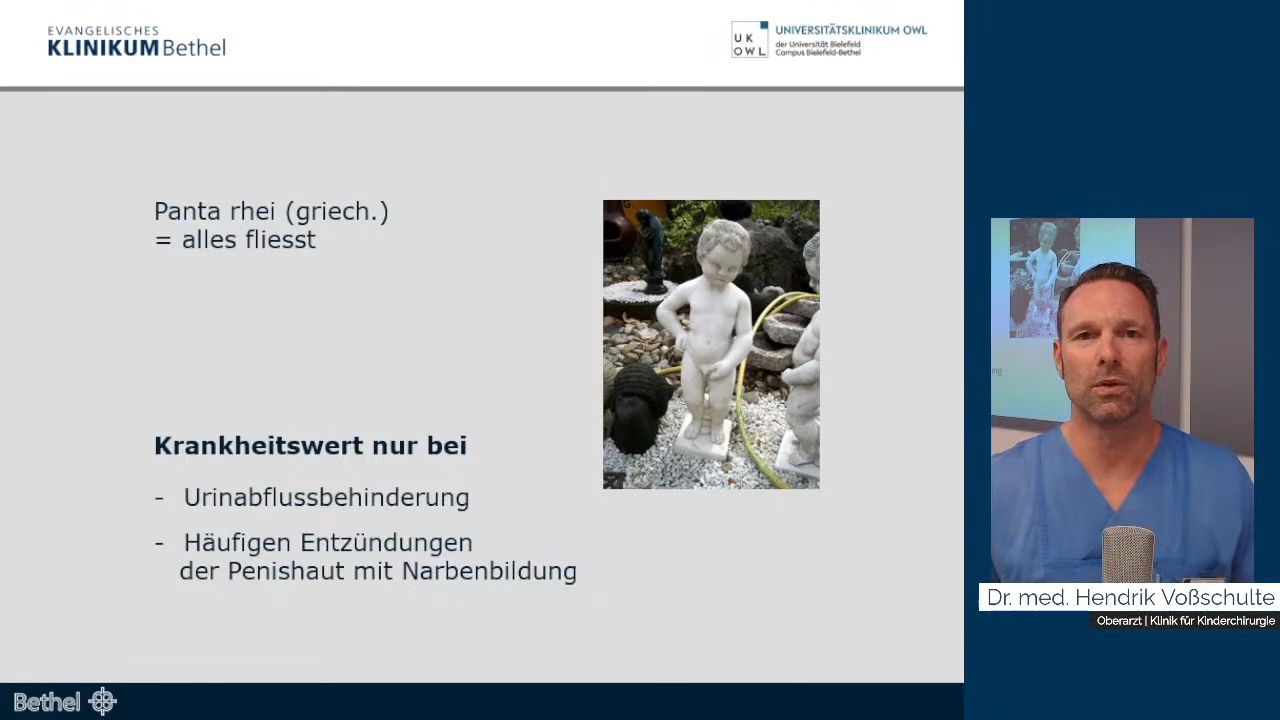 EVANGELISCHES
KLINIKUM Bethel
UK
OWL
UNIVERSITÄTSKLINIKUM OWL
der Universität Bielefeld
Campus Bielefeld-Bethel
Panta rhei (griech.)
= alles fliesst
Krankheitswert nur bei
- Urinabflussbehinderung
- Häufigen Entzündungen
der Penishaut mit Narbenbildung
Dr. med. Hendrik Voßschulte
Oberarzt | Klinik für Kinderchirurgie
Bethel